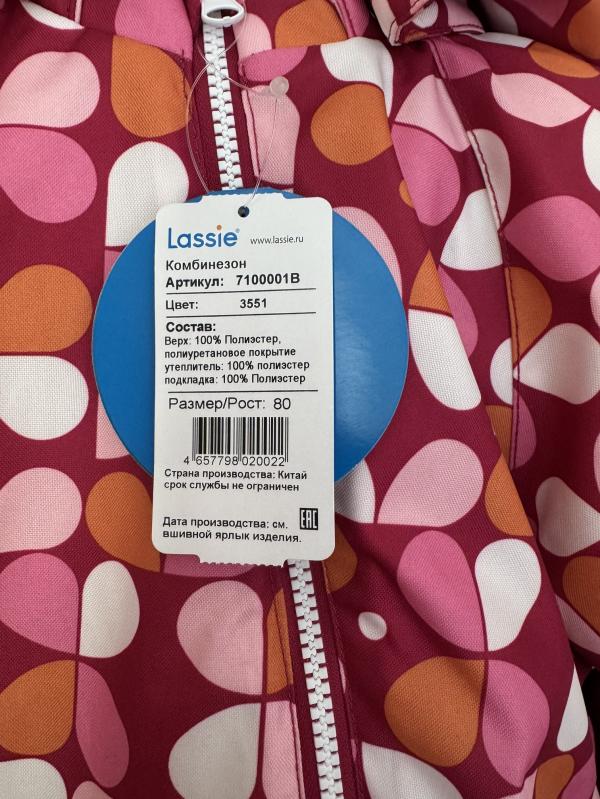 Lassie® www.lassie.ru
Комбинезон
Артикул: 7100001B
Цвет: 3551
Состав:
Верх: 100% Полиэстер,
полиуретановое покрытие
утеплитель: 100% полиэстер
подкладка: 100% Полиэстер
Размер/Рост: 80
4 657798 020022
Страна производства: Китай
срок службы не ограничен
Дата производства: см.
вшивной ярлык изделия.
EAC